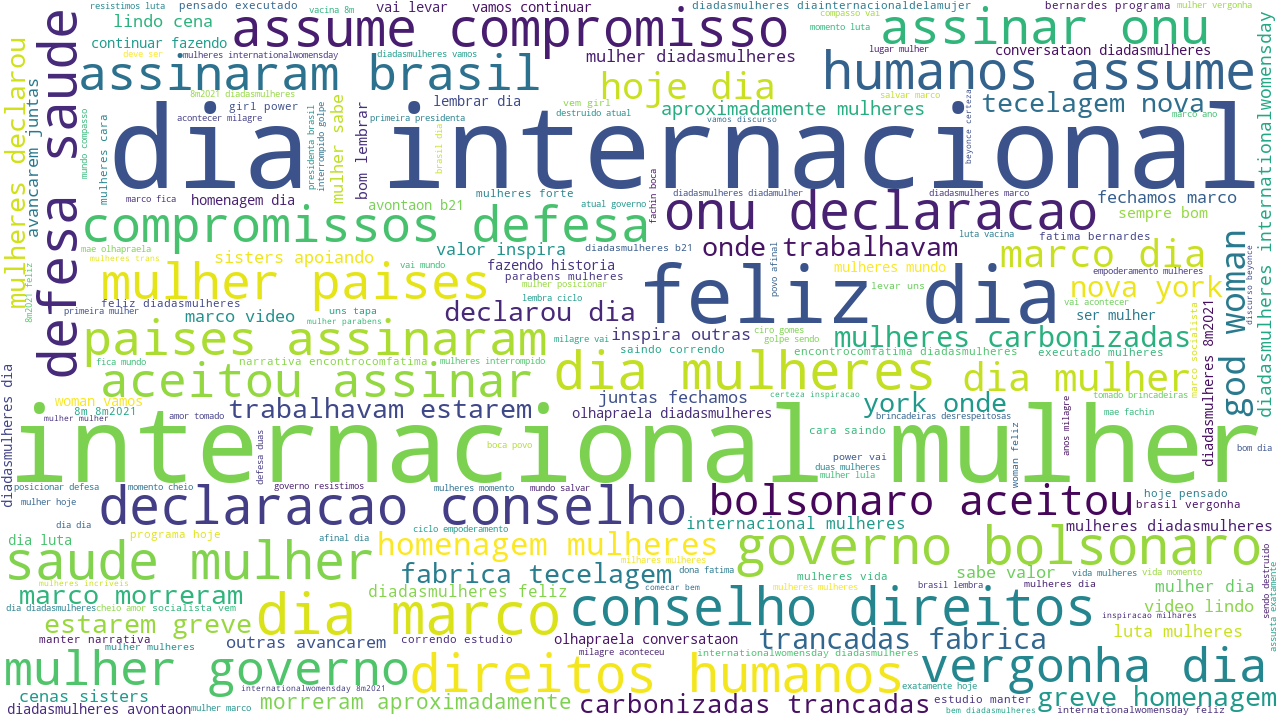 resistimos luta
pensado executado
vacina 8m
vai levar
vamos continuar
diadasmulheres diainternacionaldelamujer
bernardes programa
mulher vergonha
lindo cena
assume compromisso
compasso vai
assinar onu
momento luta
continuar fazendo
mulheres internationalwomensday
diadasmulheres vamos
mulher diadasmulheres
lugar mulher
conversataon diadasmulheres
deve ser
assinaram brasil
hoje dia
humanos assume
8m2021 diadasmulheres
girl power
lembrar dia
vem girl
salvar marco
tecelagem nova
destruido atual
aproximadamente mulheres
acontecer milagre
primeira presidenta
vamos discurso
marco ano
defesa saude
mulheres declarou
avancarem juntas
mundo compasso
mulheres cara
presidenta brasil
interrompido golpe
mulher sabe
bom lembrar
brasil dia
beyonce certeza
diadasmulheres internationalwomensday
dia internacional
marco fica
homenagem dia
mulheres forte
diadasmulheres diadamulher
diadasmulheres marco
fechamos marco
avontaon b21
atual governo
fachin boca
onu declaracao
sempre bom
compromissos defesa
luta vacina
fatima bernardes
mae olhapraela
valor inspira
diadasmulheres b21
onde trabalhavam
marco dia
mulheres trans
sisters apoiando
vai mundo
fazendo historia
parabens mulheres
povo afinal
mulheres mundo
empoderamento mulheres
8m2021 feliz
mulher paises
mulher posicionar
levar uns
nova york
god woman
discurso beyonce
feliz diadasmulheres
lembra ciclo
feliz dia
vai acontecer
primeira mulher
marco video
uns tapa
declarou dia
ser mulher
mulher parabens
paises assinaram
milagre vai
inspira outras
ciro gomes
golpe sendo
mulheres carbonizadas
diadasmulheres 8m2021
marco socialista
saindo correndo
encontrocomfatima diadasmulheres
executado mulheres
fica mundo
narrativa encontrocomfatima
mulheres interrompido
aceitou assinar
dia mulheres
dia mulher
diadasmulheres dia
woman vamos
amor tomado
juntas fechamos
certeza inspiracao
tomado brincadeiras
8m 8m2021
trabalhavam estarem
york onde
mulher mulher
olhapraela diadasmulheres
brincadeiras desrespeitosas
mae fachin
internacional mulher
defesa duas
cara saindo
woman feliz
anos milagre
boca povo
power vai
bom dia
duas mulheres
mulher lula
posicionar defesa
momento cheio
governo resistimos
mulheres momento
mundo salvar
declaracao conselho
bolsonaro aceitou
hoje pensado
mulher hoje
brasil vergonha
dia dia
ciclo empoderamento
internacional mulheres
mulheres diadasmulheres
dia luta
programa hoje
afinal dia
saude mulher
homenagem mulheres
governo bolsonaro
milhares mulheres
fabrica tecelagem
dona fatima
mulheres vida
sabe valor
vida mulheres
vida momento
mulheres incriveis
marco morreram
diadasmulheres feliz
comecar bem
mulheres mulheres
brasil lembra
mulheres dia
mulher dia
sendo destruido
assusta exatamente
dia diadasmulheres
cheio amor
socialista vem
dia marco
conselho direitos
inspiracao milhares
video lindo
estarem greve
manter narrativa
outras avancarem
correndo estudio
olhapraela conversataon
trancadas fabrica
luta mulheres
mulher mulheres
milagre aconteceu
internationalwomensday diadasmulheres
mulher governo
direitos humanos
vergonha dia
internationalwomensday 8m2021
exatamente hoje
cenas sisters
morreram aproximadamente
carbonizadas trancadas
estudio manter
greve homenagem
diadasmulheres avontaon
mulher marco
bem diadasmulheres
internationalwomensday feliz